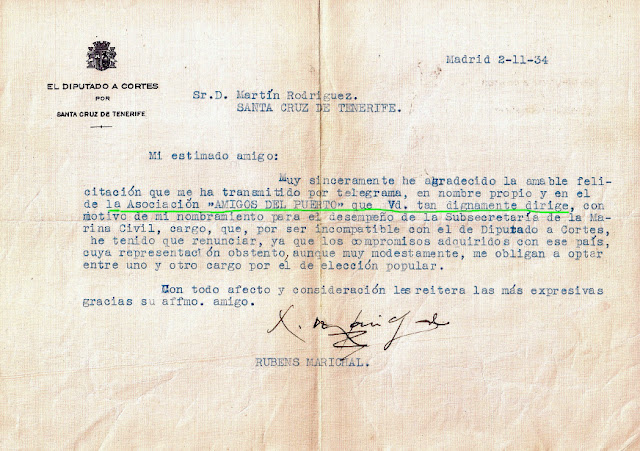 Madrid 2-11-34
EL DIPUTADO A CORTES
POR
SANTA CRUZ DE TENERIFE
Sr.D. Martín Rodriguez.
SANTA CRUZ DE TENERIFE.
Mi estimado amigo:
Muy sinceramente he agradecido la amable feli-
citación que me ha transmitido por telegrama, en nombre propio y en el
de la Asociación "AMIGOS DEL PUERTO" que Vd. tan dignamente dirige, con
motivo de mi nombramiento para el desempeño de la Subsecretaría de la Ma-
rina Civil, cargo, que, por ser incompatible con el de Diputado a Cortes,
he tenido que renunciar, ya que los compromisos adquiridos con ese país,
cuya representación obstento, aunque muy modestamente, me obligan a optar
entre uno y otro cargo por el de elección popular.
Con todo afecto y consideración les reitera las más expresivas
gracias su affmo. amigo.
RUBENS MARICHAL.